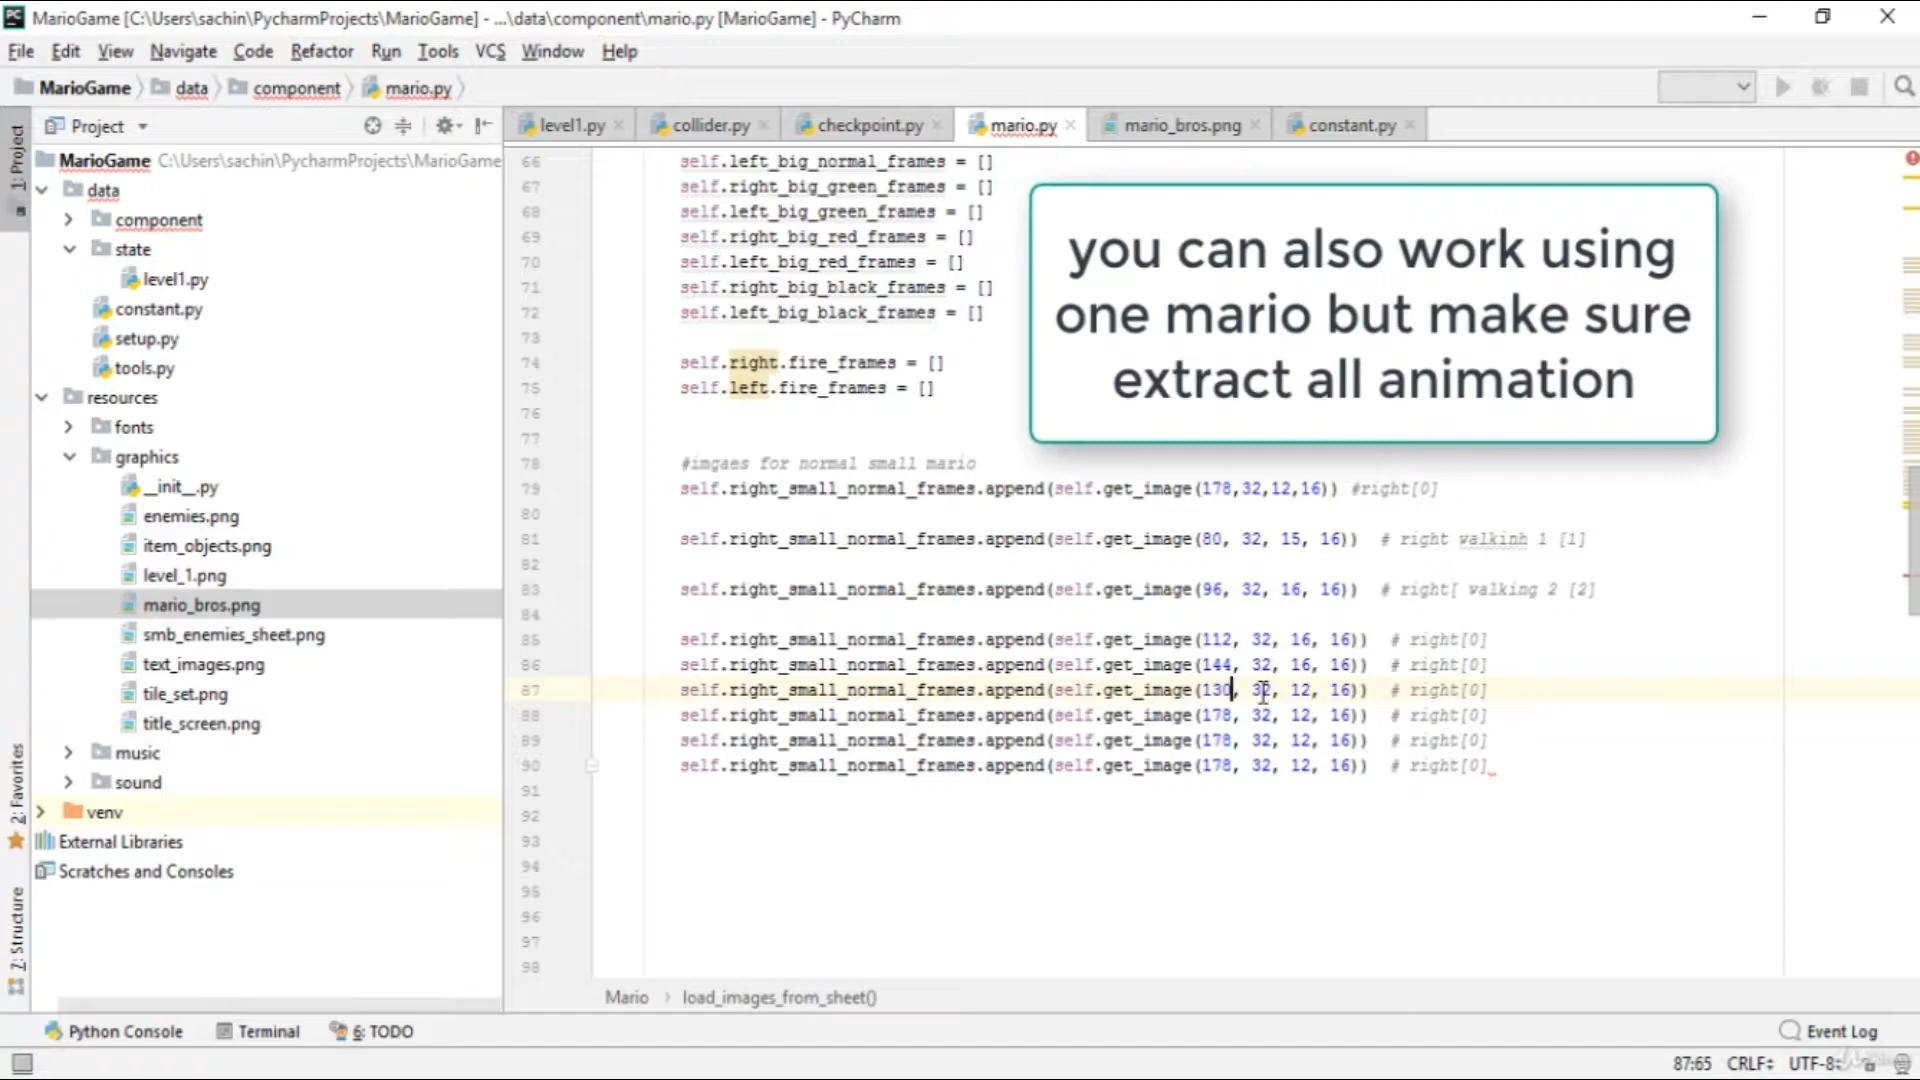 MarioGame [C:\Users\sachin\PycharmProjects\MarioGame] - ...\data\component\mario.py [MarioGame] - PyCharm
File Edit View Navigate Code Refactor Run Tools VCS Window Help
MarioGame data component mario.py
1: Project
Project
level1.py collider.py checkpoint.py mario.py mario_bros.png constant.py
MarioGame C:\Users\sachin\PycharmProjects\MarioGame
data
component
state
level1.py
constant.py
setup.py
tools.py
resources
fonts
graphics
__init__.py
enemies.png
item_objects.png
level_1.png
mario_bros.png
smb_enemies_sheet.png
text_images.png
tile_set.png
title_screen.png
music
sound
venv
External Libraries
Scratches and Consoles
2: Favorites
7: Structure
66 self.left_big_normal_frames = []
67 self.right_big_green_frames = []
68 self.left_big_green_frames = []
69 self.right_big_red_frames = []
70 self.left_big_red_frames = []
71 self.right_big_black_frames = []
72 self.left_big_black_frames = []
73
74 self.right.fire_frames = []
75 self.left.fire_frames = []
76
77
78 #imgaes for normal small mario
79 self.right_small_normal_frames.append(self.get_image(178,32,12,16)) #right[0]
80
81 self.right_small_normal_frames.append(self.get_image(80, 32, 15, 16)) # right walkinh 1 [1]
82
83 self.right_small_normal_frames.append(self.get_image(96, 32, 16, 16)) # right[ walking 2 [2]
84
85 self.right_small_normal_frames.append(self.get_image(112, 32, 16, 16)) # right[0]
86 self.right_small_normal_frames.append(self.get_image(144, 32, 16, 16)) # right[0]
87 self.right_small_normal_frames.append(self.get_image(130, 32, 12, 16)) # right[0]
88 self.right_small_normal_frames.append(self.get_image(178, 32, 12, 16)) # right[0]
89 self.right_small_normal_frames.append(self.get_image(178, 32, 12, 16)) # right[0]
90 self.right_small_normal_frames.append(self.get_image(178, 32, 12, 16)) # right[0]
91
92
93
94
95
96
97
98
you can also work using
one mario but make sure
extract all animation
Mario load_images_from_sheet()
Python Console Terminal 6: TODO Event Log
87:65 CRLF UTF-8